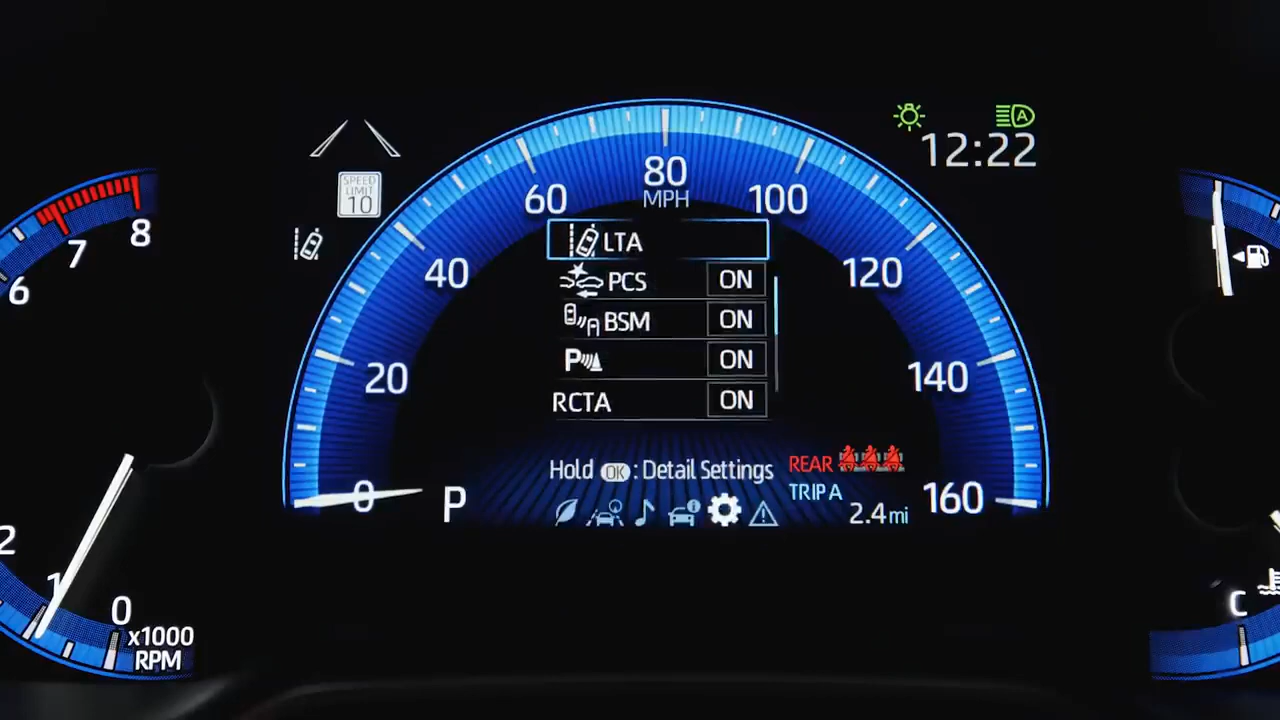 12:22
SPEED
LIMIT
10
0
20
40
60
80
MPH
100
120
140
160
LTA
PCS ON
BSM ON
P ON
RCTA ON
Hold OK : Detail Settings
REAR
TRIP A
2.4 mi
P
8
7
6
2
1
0
x1000
RPM
C